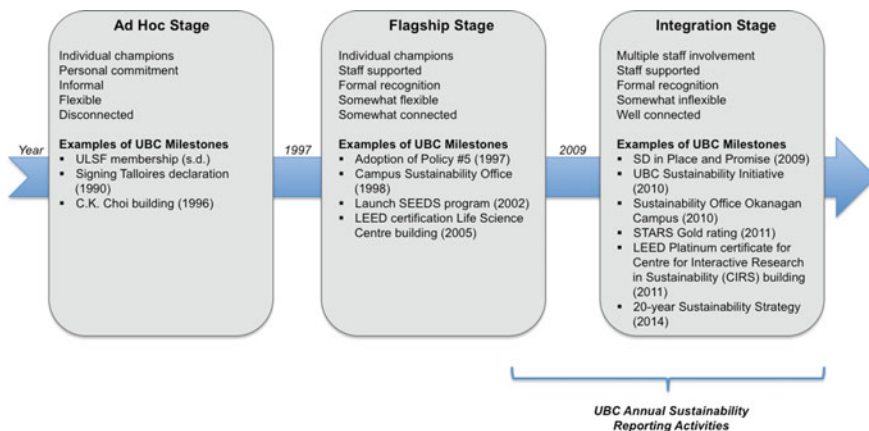 Ad Hoc Stage
Individual champions
Personal commitment
Informal
Flexible
Disconnected
Examples of UBC Milestones
▪ ULSF membership (s.d.)
▪ Signing Talloires declaration
(1990)
▪ C.K. Choi building (1996)
Year
1997
Flagship Stage
Individual champions
Staff supported
Formal recognition
Somewhat flexible
Somewhat connected
Examples of UBC Milestones
▪ Adoption of Policy #5 (1997)
▪ Campus Sustainability Office
(1998)
▪ Launch SEEDS program (2002)
▪ LEED certification Life Science
Centre building (2005)
2009
Integration Stage
Multiple staff involvement
Staff supported
Formal recognition
Somewhat inflexible
Well connected
Examples of UBC Milestones
▪ SD in Place and Promise (2009)
▪ UBC Sustainability Initiative
(2010)
▪ Sustainability Office Okanagan
Campus (2010)
▪ STARS Gold rating (2011)
▪ LEED Platinum certificate for
Centre for Interactive Research
in Sustainability (CIRS) building
(2011)
▪ 20-year Sustainability Strategy
(2014)
UBC Annual Sustainability
Reporting Activities